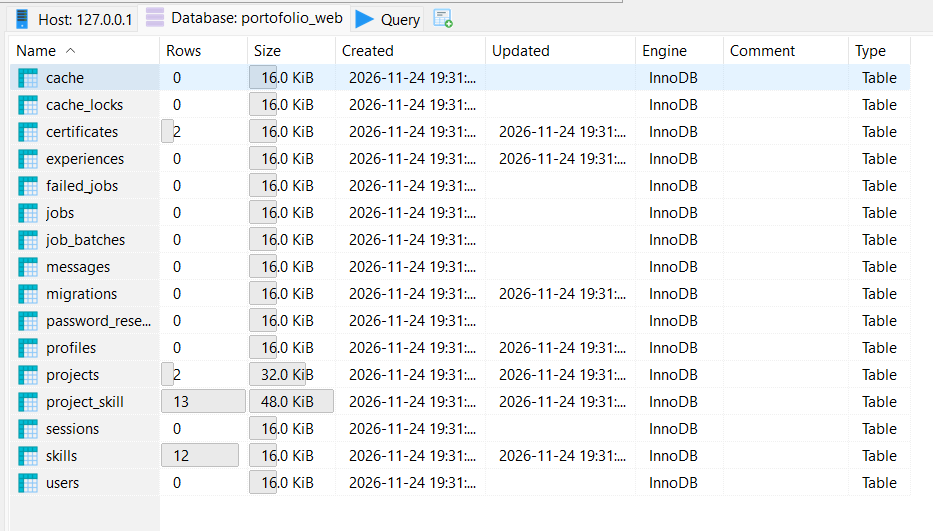 Host: 127.0.0.1 Database: portofolio_web Query
Name Rows Size Created Updated Engine Comment Type
cache 0 16.0 KiB 2026-11-24 19:31:... InnoDB Table
cache_locks 0 16.0 KiB 2026-11-24 19:31:... InnoDB Table
certificates 2 16.0 KiB 2026-11-24 19:31:... 2026-11-24 19:31:... InnoDB Table
experiences 0 16.0 KiB 2026-11-24 19:31:... 2026-11-24 19:31:... InnoDB Table
failed_jobs 0 16.0 KiB 2026-11-24 19:31:... InnoDB Table
jobs 0 16.0 KiB 2026-11-24 19:31:... InnoDB Table
job_batches 0 16.0 KiB 2026-11-24 19:31:... InnoDB Table
messages 0 16.0 KiB 2026-11-24 19:31:... InnoDB Table
migrations 0 16.0 KiB 2026-11-24 19:31:... 2026-11-24 19:31:... InnoDB Table
password_rese... 0 16.0 KiB 2026-11-24 19:31:... InnoDB Table
profiles 0 16.0 KiB 2026-11-24 19:31:... 2026-11-24 19:31:... InnoDB Table
projects 2 32.0 KiB 2026-11-24 19:31:... 2026-11-24 19:31:... InnoDB Table
project_skill 13 48.0 KiB 2026-11-24 19:31:... 2026-11-24 19:31:... InnoDB Table
sessions 0 16.0 KiB 2026-11-24 19:31:... InnoDB Table
skills 12 16.0 KiB 2026-11-24 19:31:... 2026-11-24 19:31:... InnoDB Table
users 0 16.0 KiB 2026-11-24 19:31:... InnoDB Table